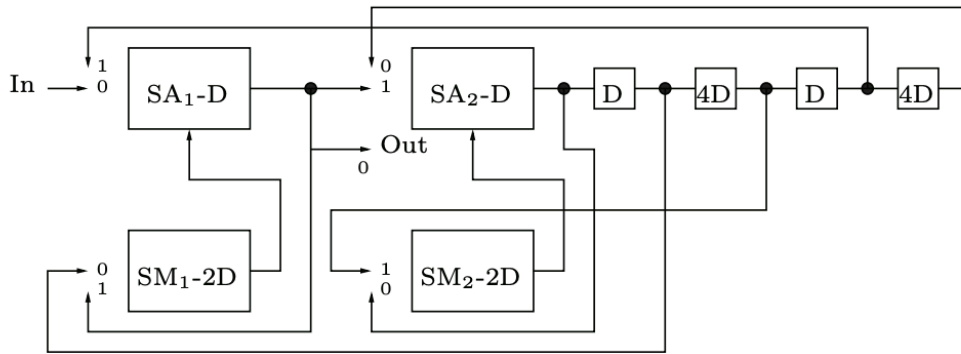 1 0
In 0 SA₁-D 1 SA₂-D D 4D D 4D
Out
0
0 1
SM₁-2D SM₂-2D
1 0